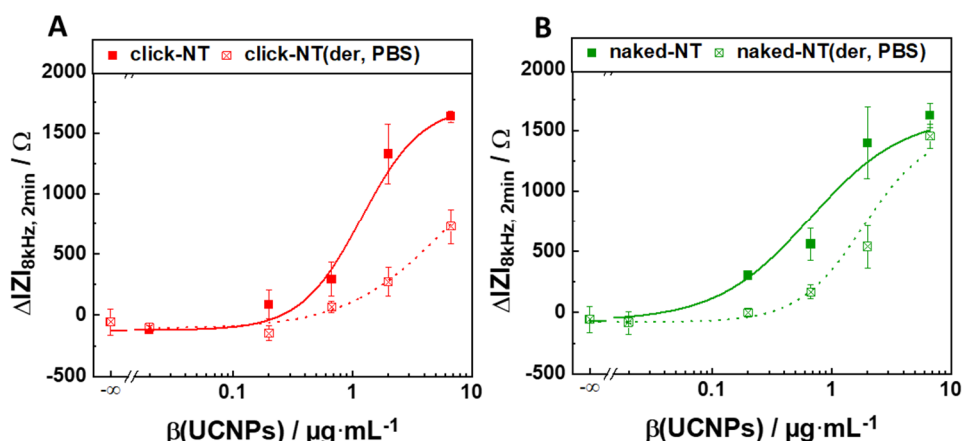 A
click-NT click-NT(der, PBS)
2000
1500
1000
500
0
-500
-∞ 0.1 1 10
Δ|Z|8kHz, 2min / Ω
β(UCNPs) / µg·mL-1
B
naked-NT naked-NT(der, PBS)
2000
1500
1000
500
0
-500
-∞ 0.1 1 10
Δ|Z|8kHz, 2min / Ω
β(UCNPs) / µg·mL-1